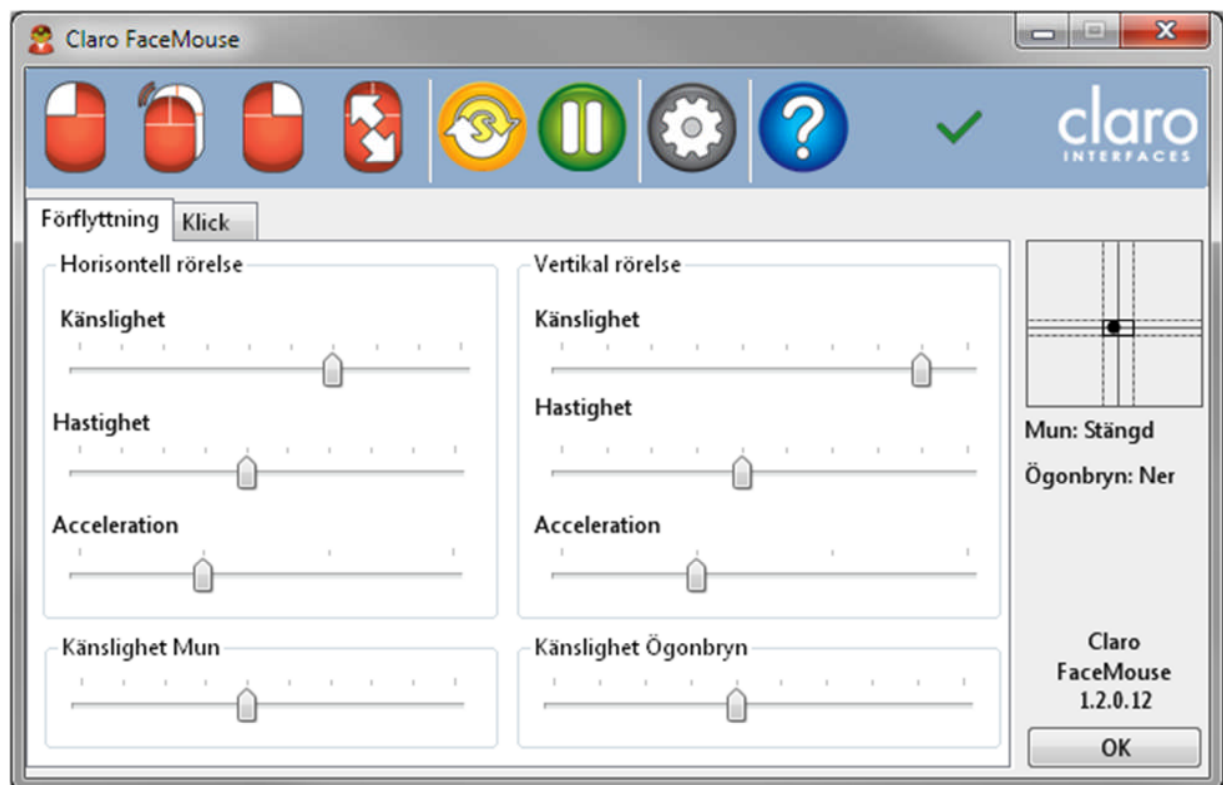 Claro FaceMouse
S
?
claro
INTERFACES
Förflyttning
Klick
Horisontell rörelse
Känslighet
Hastighet
Acceleration
Vertikal rörelse
Känslighet
Hastighet
Acceleration
Känslighet Mun
Känslighet Ögonbryn
Mun: Stängd
Ögonbryn: Ner
Claro
FaceMouse
1.2.0.12
OK